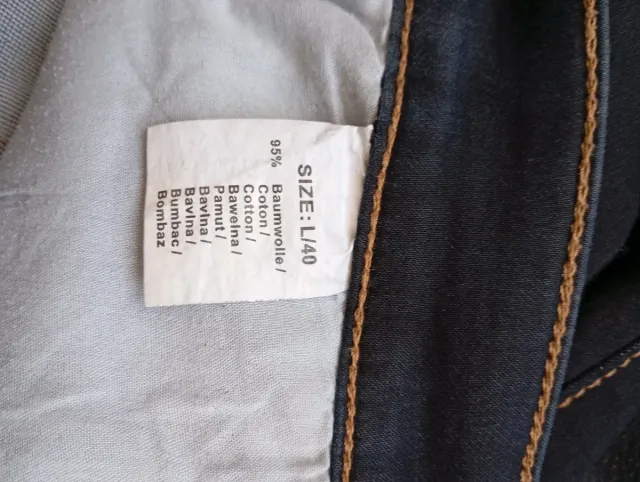 SIZE: L/40
95% Baumwolle/
Coton/
Cotton/
Bawełna/
Pamut/
Bavlna/
Bavlna/
Bumbac/
Bombaz